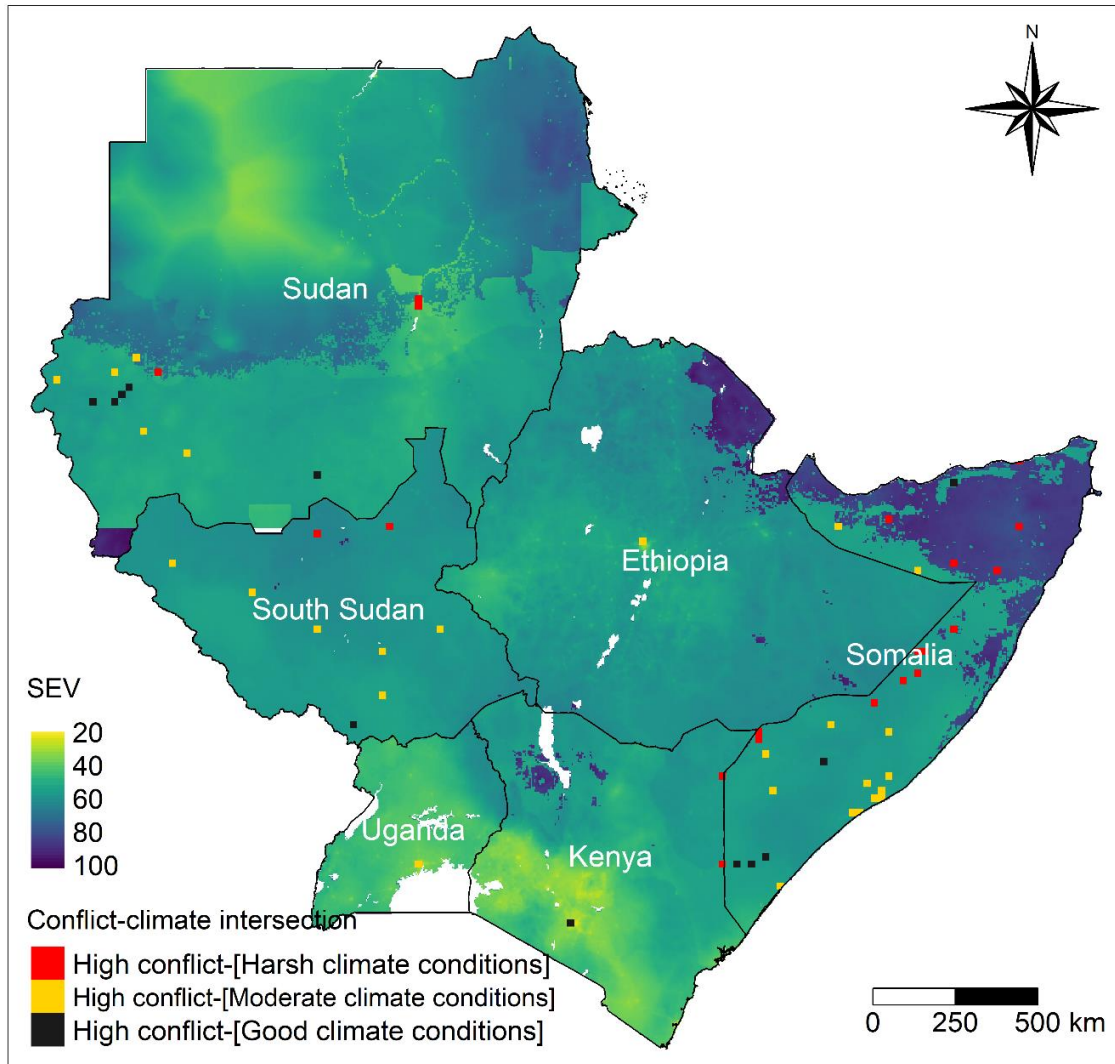 N
Sudan
Ethiopia
South Sudan
Somalia
Uganda
Kenya
SEV
20
40
60
80
100
Conflict-climate intersection
High conflict-[Harsh climate conditions]
High conflict-[Moderate climate conditions]
High conflict-[Good climate conditions]
0 250 500 km